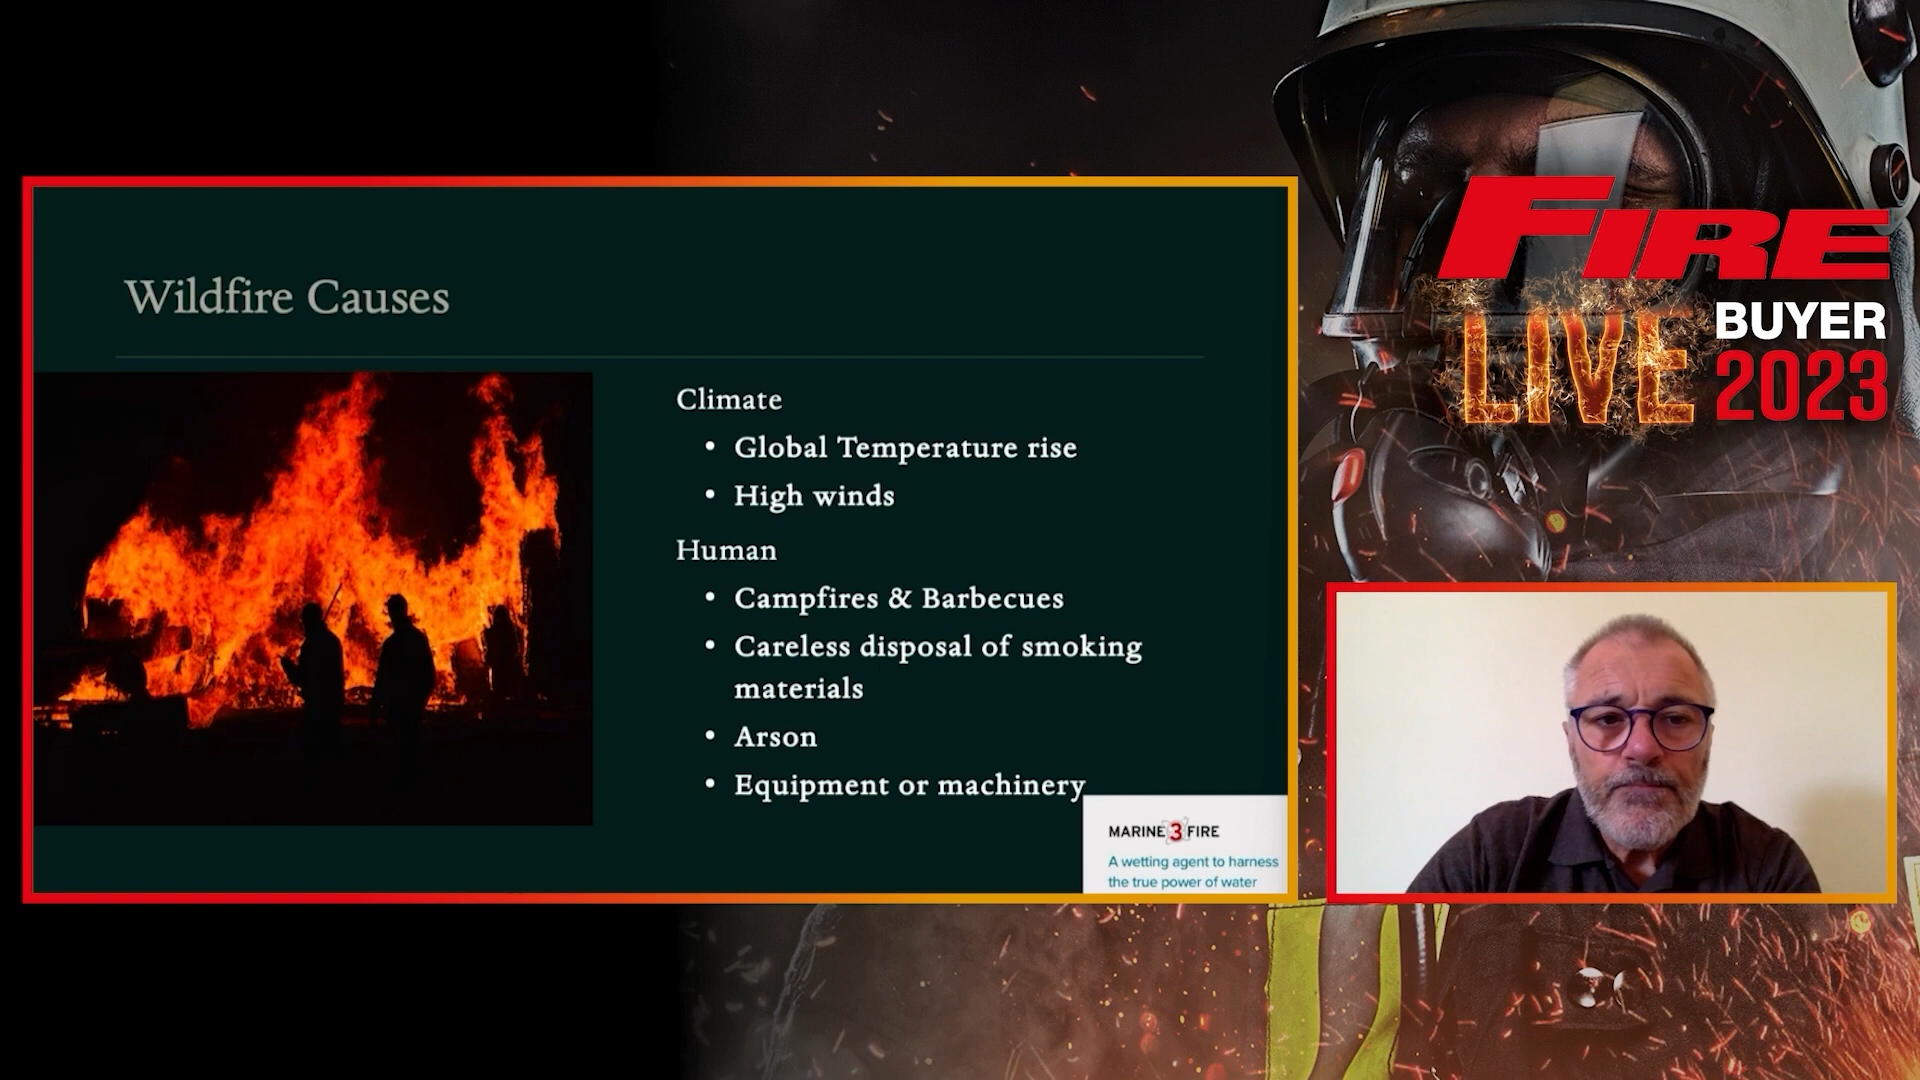 Wildfire Causes
Climate
• Global Temperature rise
• High winds
Human
• Campfires & Barbecues
• Careless disposal of smoking
materials
• Arson
• Equipment or machinery
MARINE 3 FIRE
A wetting agent to harness
the true power of water
FIRE
LIVE BUYER
2023